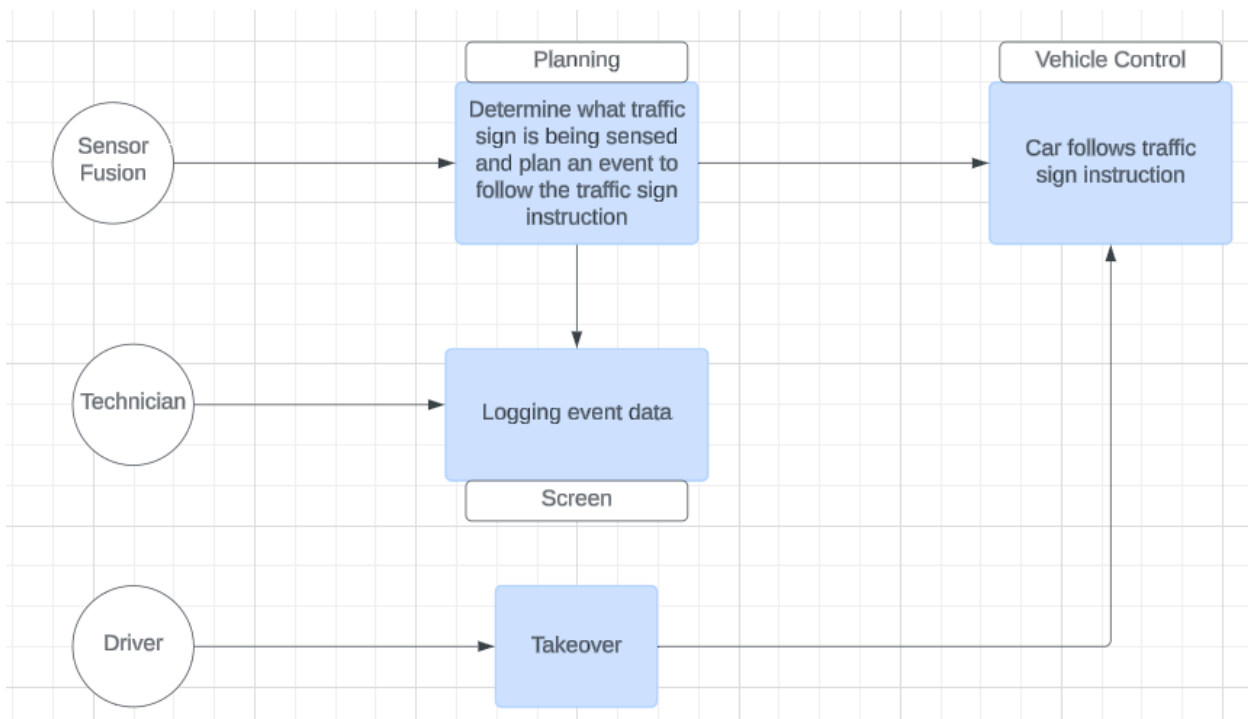 Planning
Vehicle Control
Sensor
Fusion
Determine what traffic
sign is being sensed
and plan an event to
follow the traffic sign
instruction
Car follows traffic
sign instruction
Technician
Logging event data
Screen
Driver
Takeover